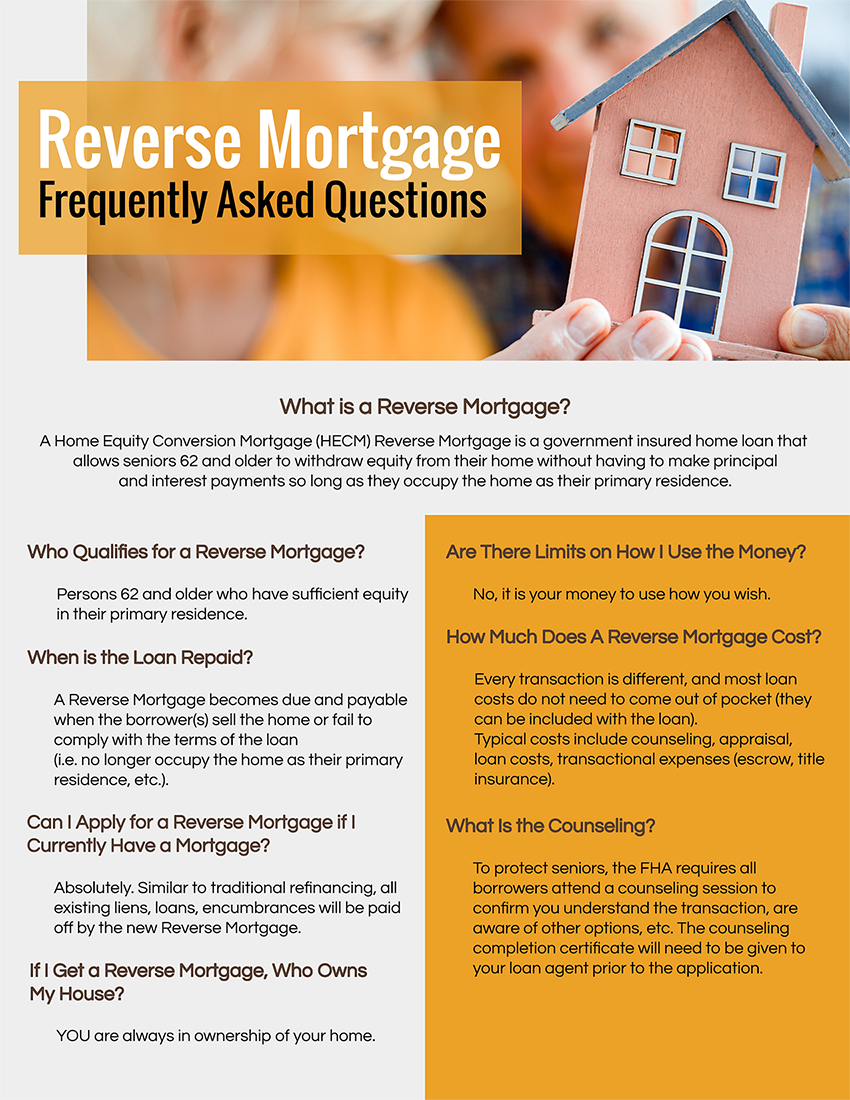 Reverse Mortgage
Frequently Asked Questions
What is a Reverse Mortgage?
A Home Equity Conversion Mortgage (HECM) Reverse Mortgage is a government insured home loan that
allows seniors 62 and older to withdraw equity from their home without having to make principal
and interest payments so long as they occupy the home as their primary residence.
Who Qualifies for a Reverse Mortgage?
Persons 62 and older who have sufficient equity
in their primary residence.
When is the Loan Repaid?
A Reverse Mortgage becomes due and payable
when the borrower(s) sell the home or fail to
comply with the terms of the loan
(i.e. no longer occupy the home as their primary
residence, etc.).
Can I Apply for a Reverse Mortgage if I
Currently Have a Mortgage?
Absolutely. Similar to traditional refinancing, all
existing liens, loans, encumbrances will be paid
off by the new Reverse Mortgage.
If I Get a Reverse Mortgage, Who Owns
My House?
YOU are always in ownership of your home.
Are There Limits on How I Use the Money?
No, it is your money to use how you wish.
How Much Does A Reverse Mortgage Cost?
Every transaction is different, and most loan
costs do not need to come out of pocket (they
can be included with the loan).
Typical costs include counseling, appraisal,
loan costs, transactional expenses (escrow, title
insurance).
What Is the Counseling?
To protect seniors, the FHA requires all
borrowers attend a counseling session to
confirm you understand the transaction, are
aware of other options, etc. The counseling
completion certificate will need to be given to
your loan agent prior to the application.